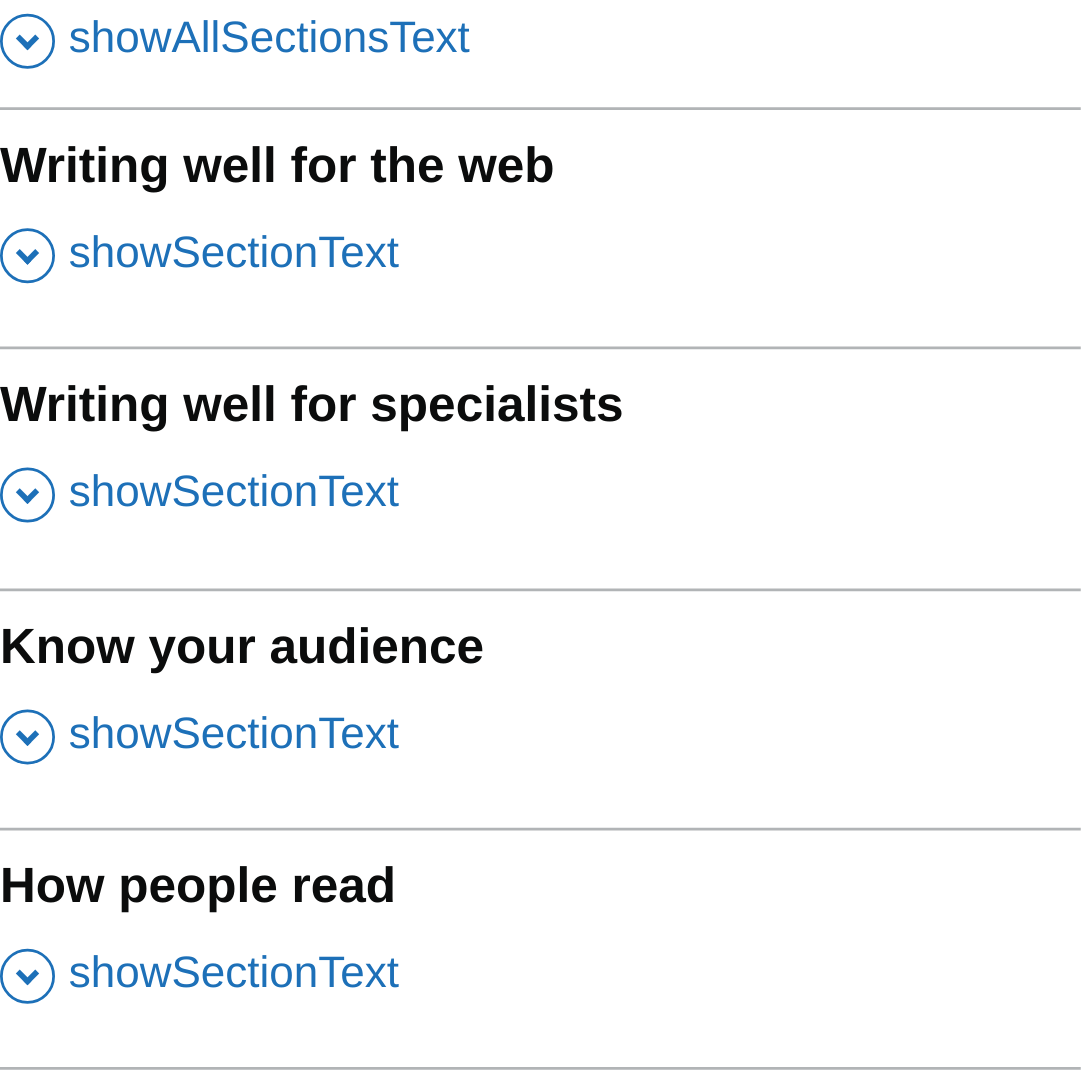 showAllSectionsText
Writing well for the web
showSectionText
Writing well for specialists
showSectionText
Know your audience
showSectionText
How people read
showSectionText